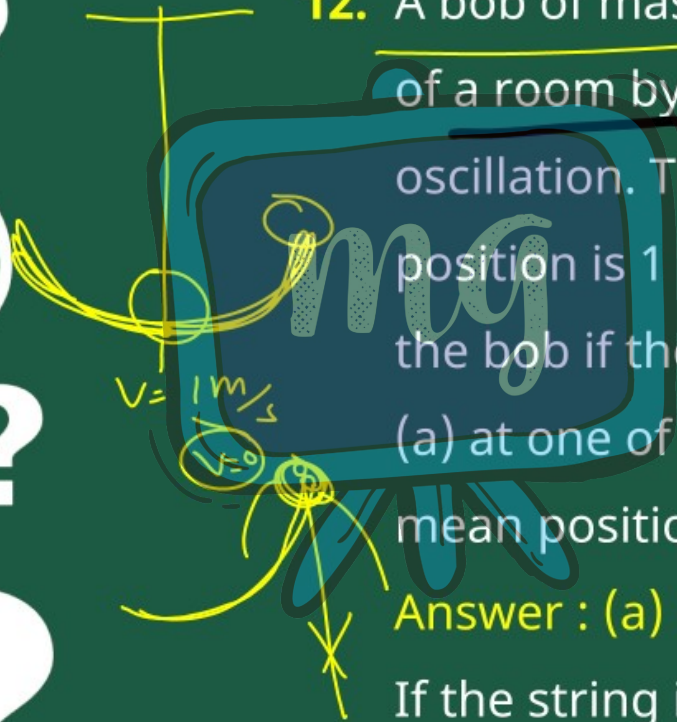 12. A bob of mas
of a room by
oscillation. T
position is 1
the bob if the
(a) at one of
mean positio
Answer : (a)
If the string i
mg
V= 1m/s
V=0
?